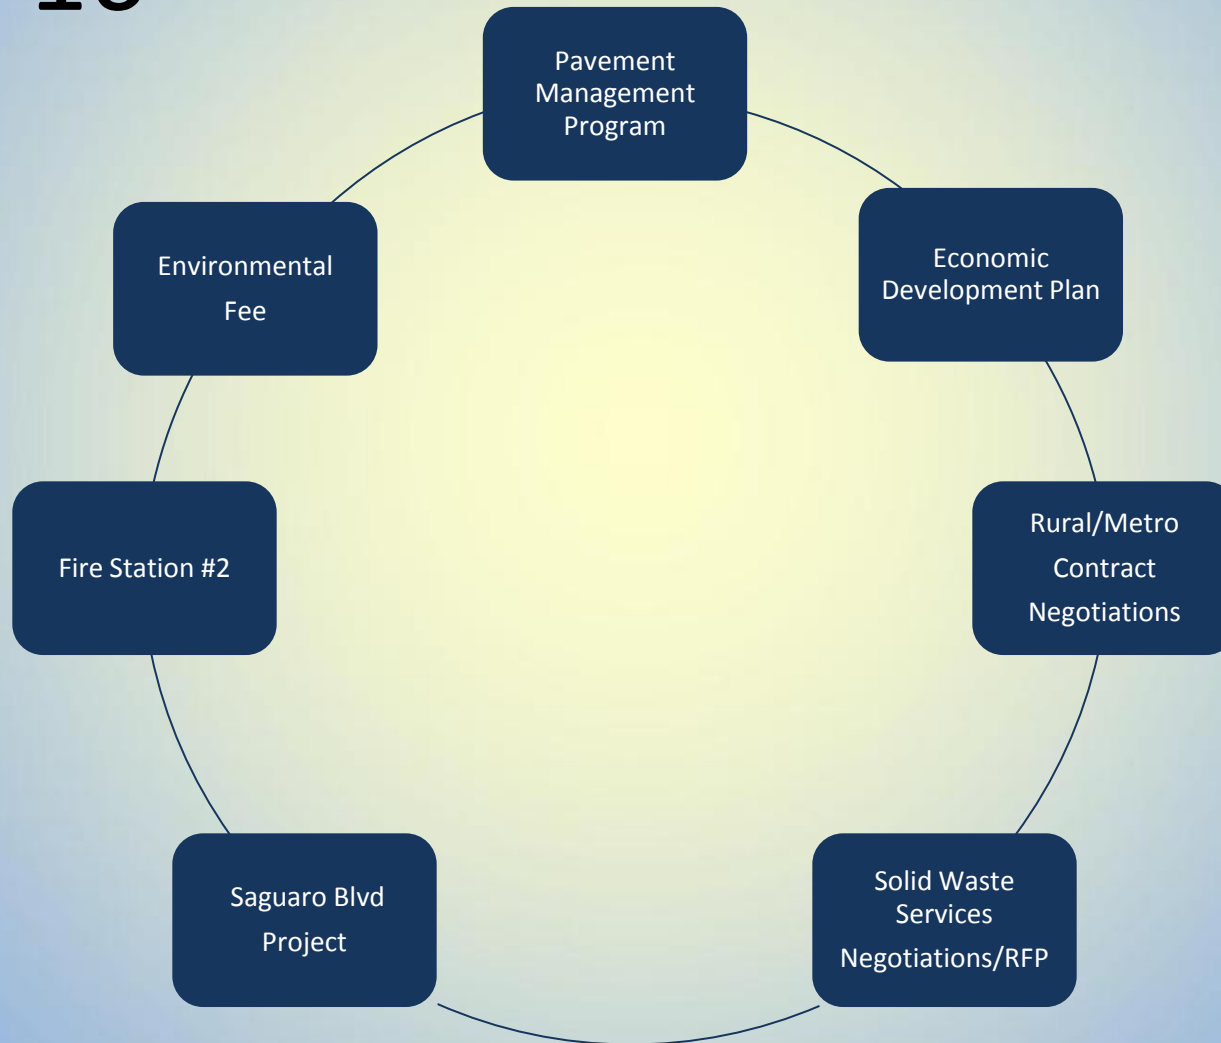 Pavement
Management
Program
Economic
Development Plan
Rural/Metro
Contract
Negotiations
Solid Waste
Services
Negotiations/RFP
Saguaro Blvd
Project
Fire Station #2
Environmental
Fee